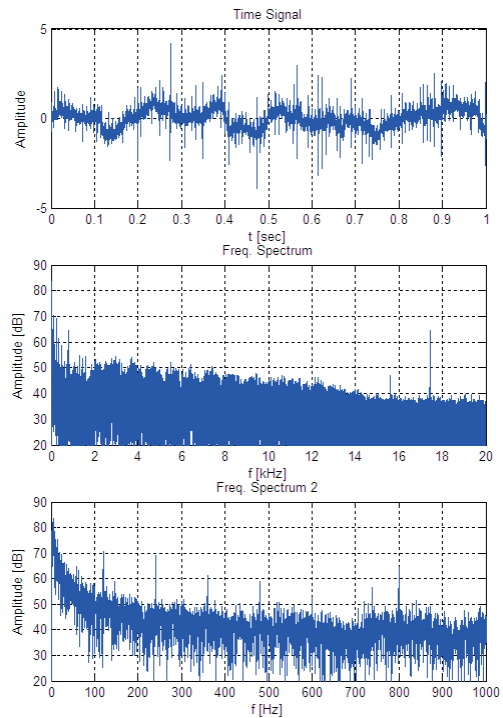 Time Signal
5
0
-5
Amplitude
0 0.1 0.2 0.3 0.4 0.5 0.6 0.7 0.8 0.9 1
t [sec]
Freq. Spectrum
90
80
70
60
50
40
30
20
Amplitude [dB]
0 2 4 6 8 10 12 14 16 18 20
f [kHz]
Freq. Spectrum 2
90
80
70
60
50
40
30
20
Amplitude [dB]
0 100 200 300 400 500 600 700 800 900 1000
f [Hz]